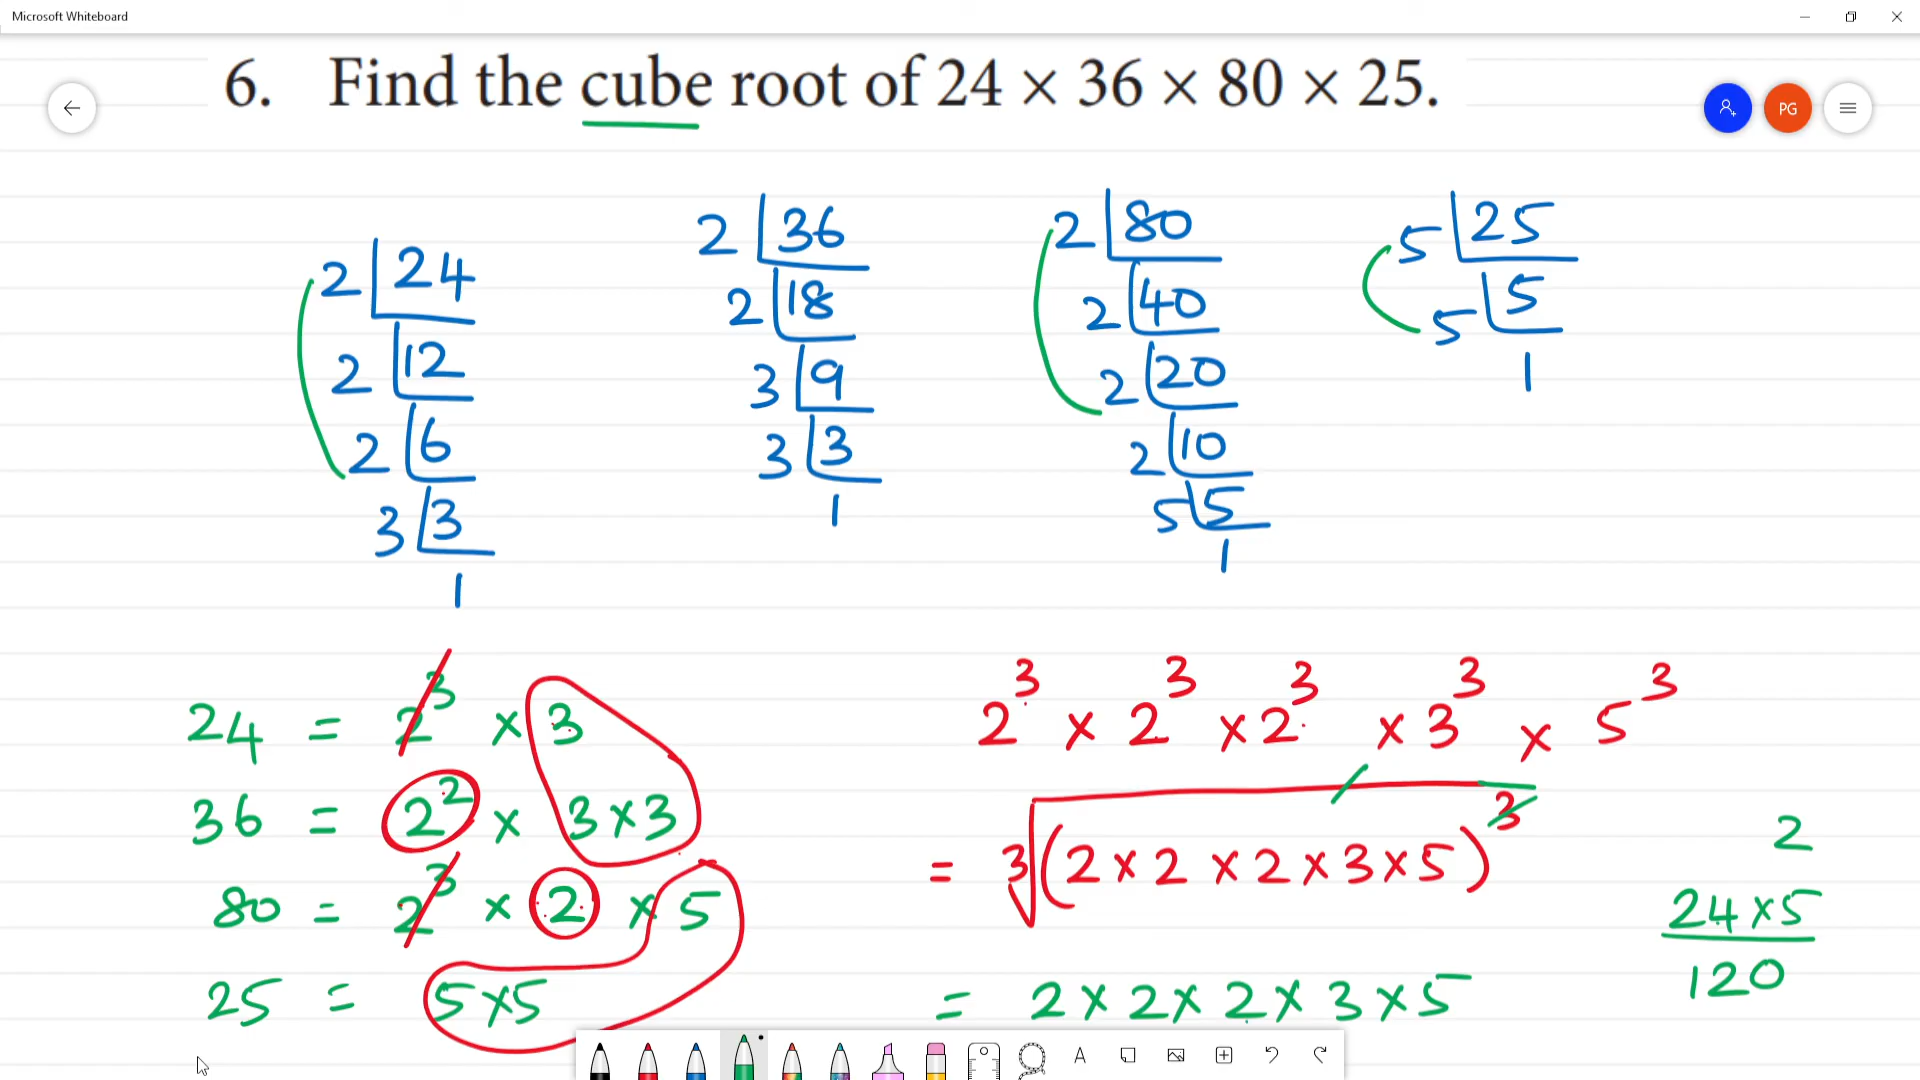 Microsoft Whiteboard
6. Find the cube root of 24 × 36 × 80 × 25.
PG
2 | 24
2 | 12
2 | 6
3 | 3
1
2 | 36
2 | 18
3 | 9
3 | 3
1
2 | 80
2 | 40
2 | 20
2 | 10
5 | 5
1
5 | 25
5 | 5
1
24 = 2³ × 3
36 = 2² × 3 × 3
80 = 2³ × 2 × 5
25 = 5 × 5
2³ × 2³ × 2³ × 3³ × 5³
= ³√(2 × 2 × 2 × 3 × 5)³
= 2 × 2 × 2 × 3 × 5
2
24 × 5
120
A